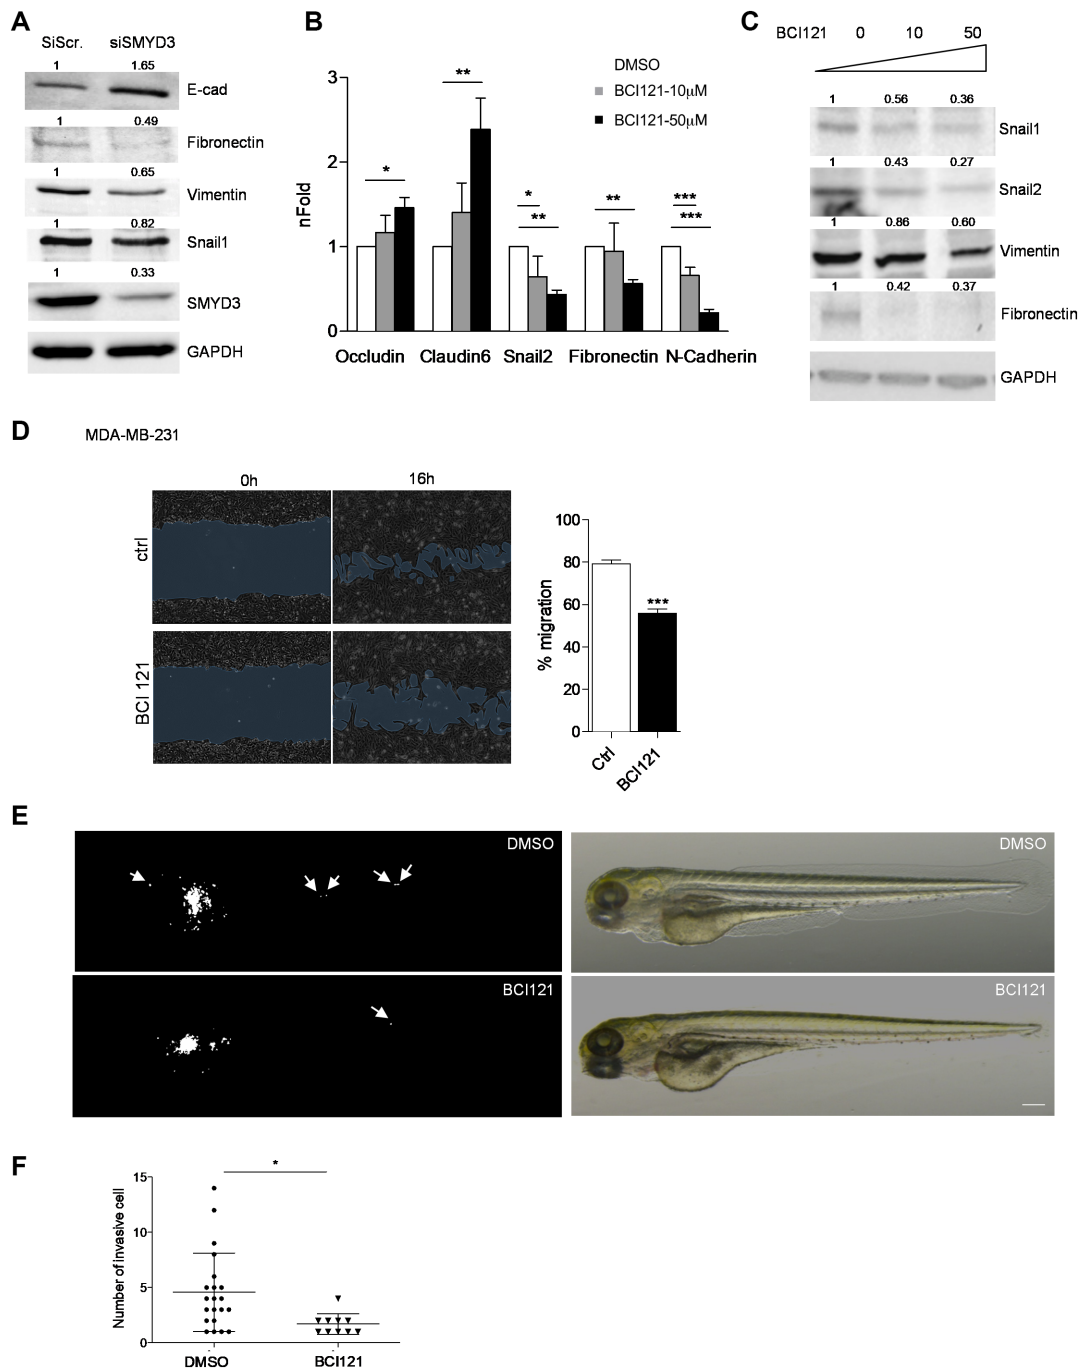 A
SiScr. siSMYD3
1 1.65
E-cad
1 0.49
Fibronectin
1 0.65
Vimentin
1 0.82
Snail1
1 0.33
SMYD3
GAPDH
B
DMSO
BCI121-10μM
BCI121-50μM
nFold
3
2
1
0
** 
* 
* 
** 
** 
*** 
***
Occludin Claudin6 Snail2 Fibronectin N-Cadherin
C
BCI121 0 10 50
1 0.56 0.36
Snail1
1 0.43 0.27
Snail2
1 0.86 0.60
Vimentin
1 0.42 0.37
Fibronectin
GAPDH
D
MDA-MB-231
0h 16h
ctrl
BCI 121
% migration
100
80
60
40
20
0
***
Ctrl BCI121
E
DMSO DMSO
BCI121 BCI121
F
Number of invasive cell
15
10
5
0
*
DMSO BCI121